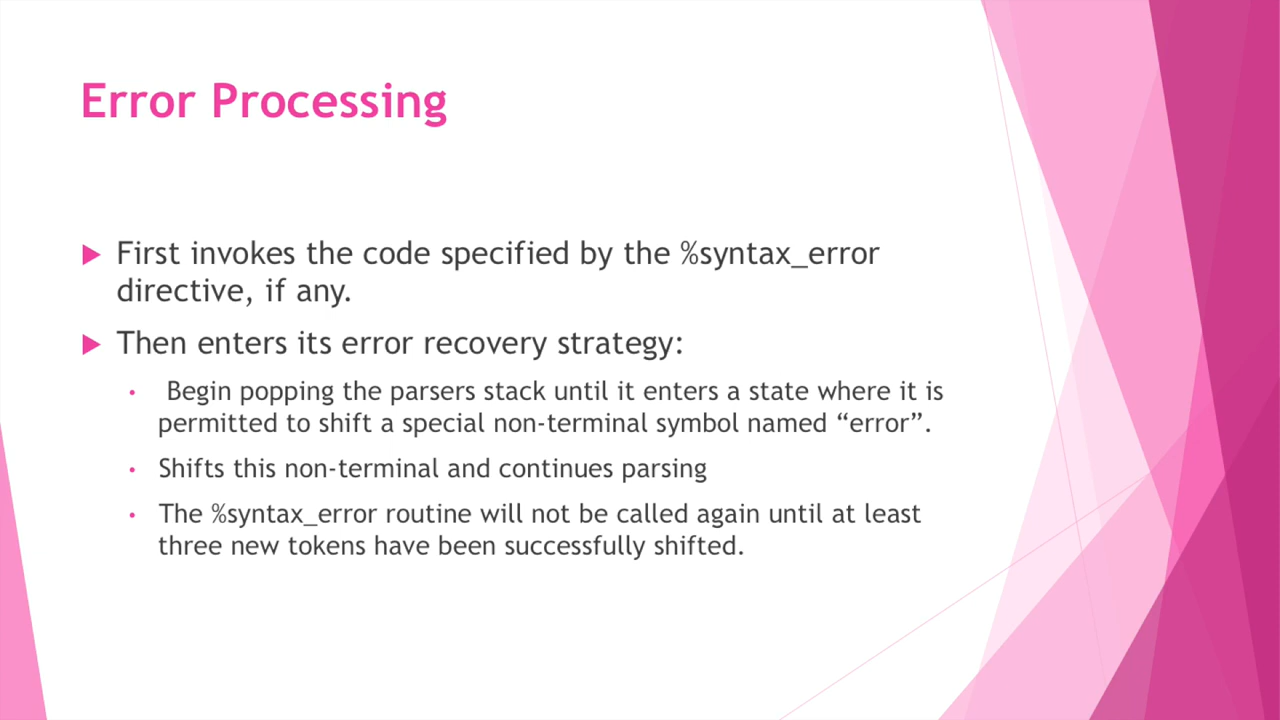 Error Processing
First invokes the code specified by the %syntax_error
directive, if any.
Then enters its error recovery strategy:
Begin popping the parsers stack until it enters a state where it is
permitted to shift a special non-terminal symbol named “error”.
Shifts this non-terminal and continues parsing
The %syntax_error routine will not be called again until at least
three new tokens have been successfully shifted.